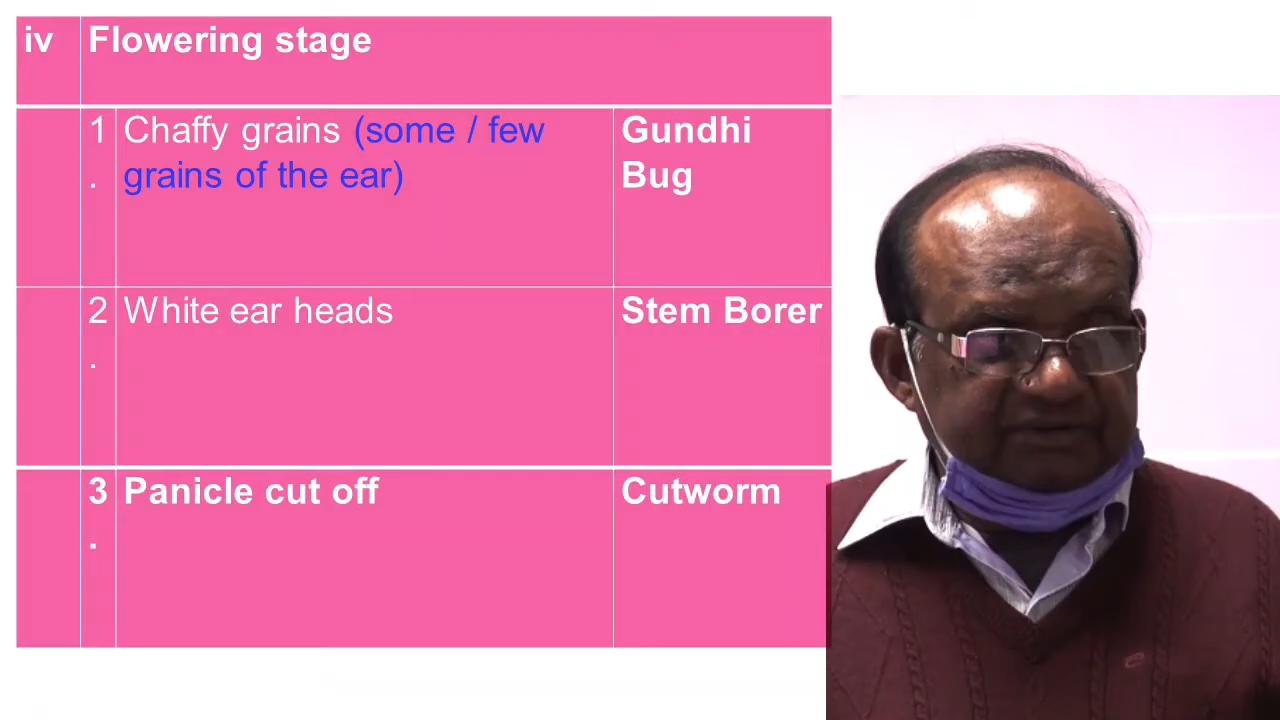 iv Flowering stage
1 Chaffy grains (some / few Gundhi
. grains of the ear) Bug
2 White ear heads Stem Borer
.
3 Panicle cut off Cutworm
.